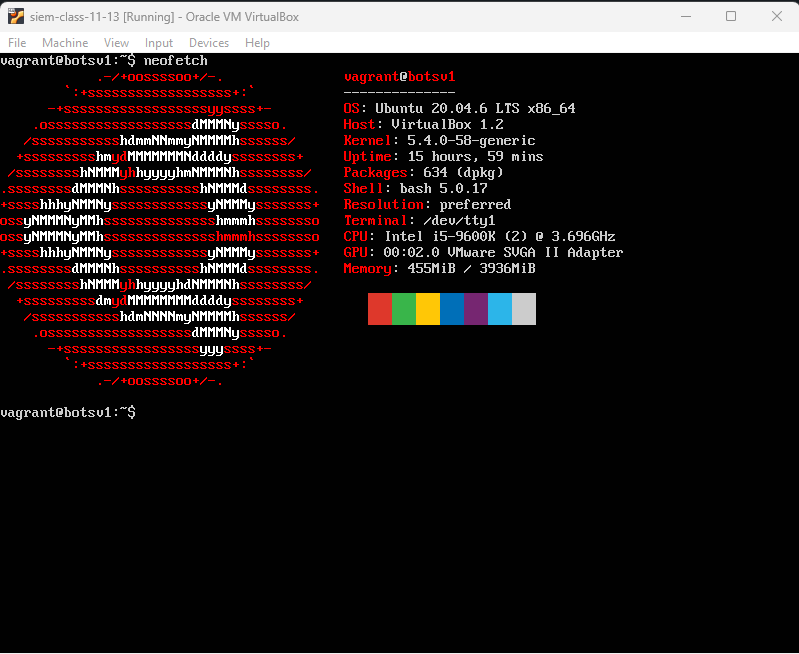 siem-class-11-13 [Running] - Oracle VM VirtualBox
File Machine View Input Devices Help
vagrant@botsv1:~$ neofetch
.-/+oossssoo+/-.
`:+ssssssssssssssssss+:`
-+ssssssssssssssssssyyssss+-
.ossssssssssssssssssdMMMNysssso.
/ssssssssssshdmmNNmmyNMMMMhssssss/
+ssssssssshmydMMMMMMMNddddyssssssss+
/sssssssshNMMMyhhyyyyhmNMMMNhssssssss/
.ssssssssdMMMNhsssssssssshNMMMdssssssss.
+sssshhhyNMMNyssssssssssssyNMMMysssssss+
ossyNMMMNyMMhsssssssssssssshmmmhssssssso
ossyNMMMNyMMhsssssssssssssshmmmhssssssso
+sssshhhyNMMNyssssssssssssyNMMMysssssss+
.ssssssssdMMMNhsssssssssshNMMMdssssssss.
/sssssssshNMMMyhhyyyyhdNMMMNhssssssss/
+sssssssssdmydMMMMMMMMddddyssssssss+
/ssssssssssshdmNNNNmyNMMMMhssssss/
.ossssssssssssssssssdMMMNysssso.
-+sssssssssssssssssyyyssss+-
`:+ssssssssssssssssss+:`
.-/+oossssoo+/-.
vagrant@botsv1
--------------
OS: Ubuntu 20.04.6 LTS x86_64
Host: VirtualBox 1.2
Kernel: 5.4.0-58-generic
Uptime: 15 hours, 59 mins
Packages: 634 (dpkg)
Shell: bash 5.0.17
Resolution: preferred
Terminal: /dev/tty1
CPU: Intel i5-9600K (2) @ 3.696GHz
GPU: 00:02.0 VMware SVGA II Adapter
Memory: 455MiB / 3936MiB
vagrant@botsv1:~$